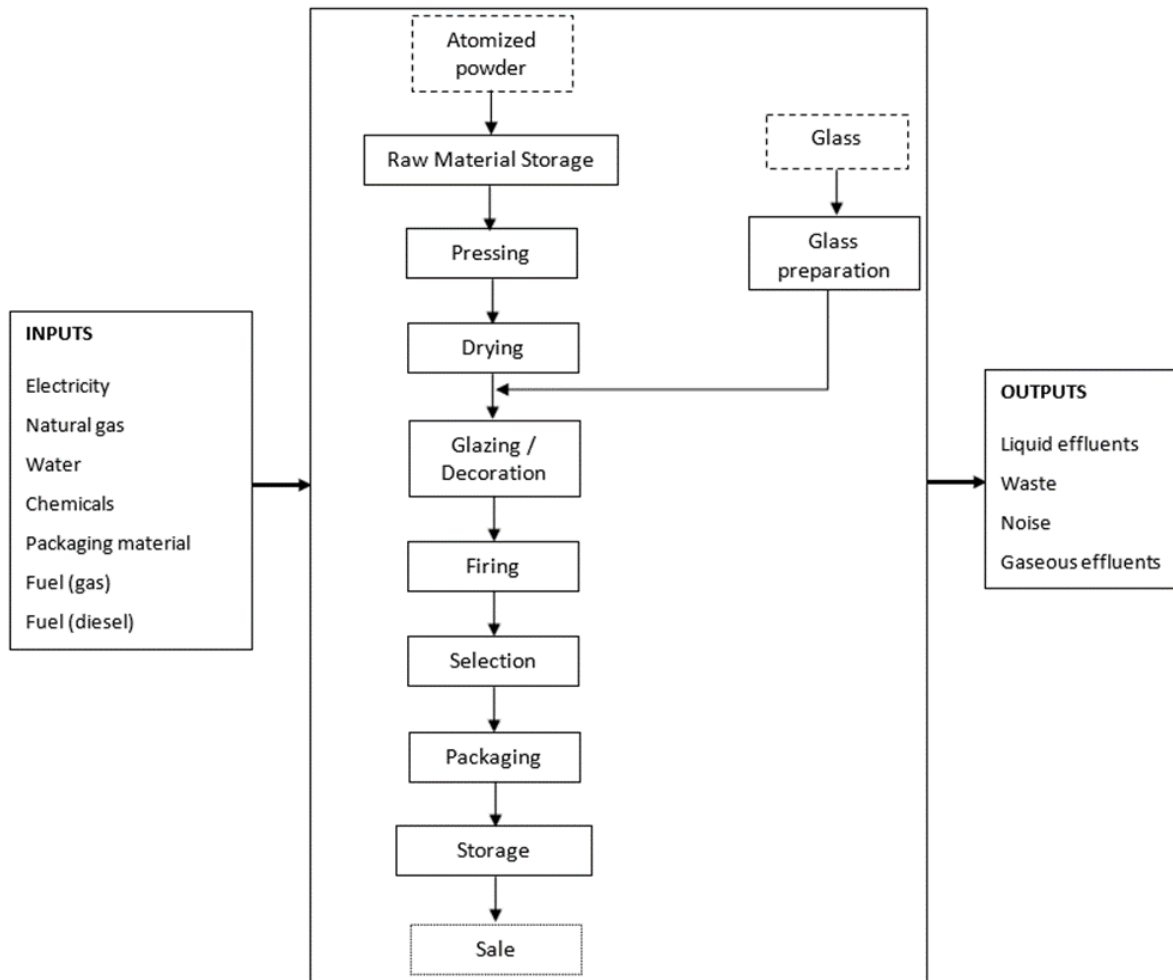 Atomized
powder
Raw Material Storage
Glass
Pressing
Glass
preparation
Drying
Glazing /
Decoration
Firing
Selection
Packaging
Storage
Sale
INPUTS
Electricity
Natural gas
Water
Chemicals
Packaging material
Fuel (gas)
Fuel (diesel)
OUTPUTS
Liquid effluents
Waste
Noise
Gaseous effluents